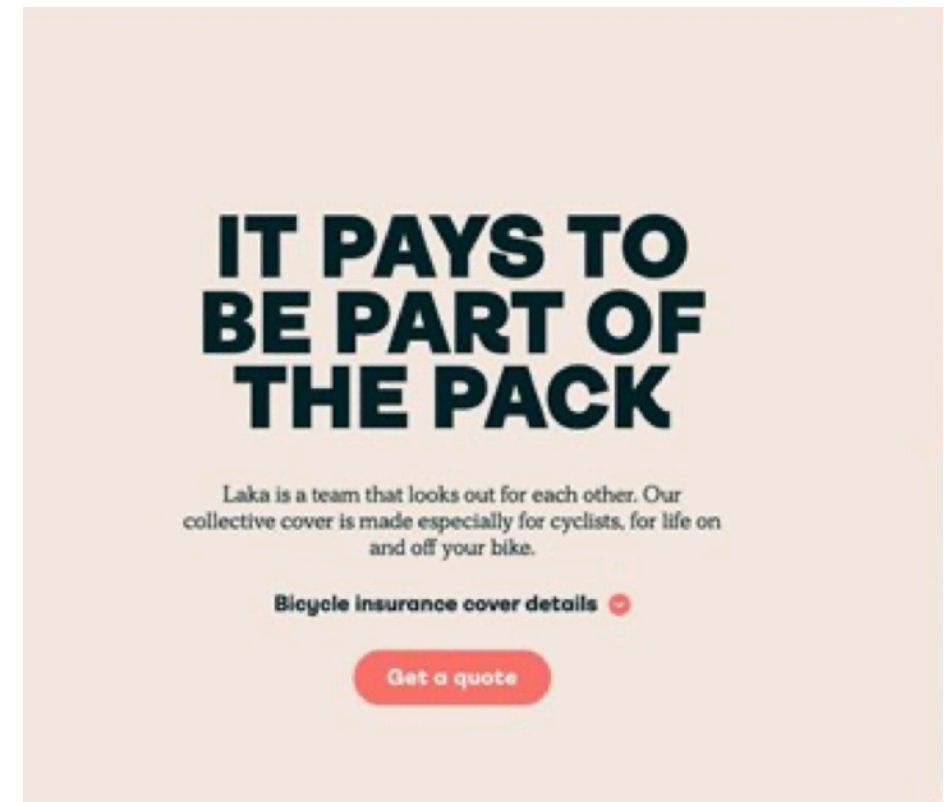 IT PAYS TO
BE PART OF
THE PACK
Laka is a team that looks out for each other. Our
collective cover is made especially for cyclists, for life on
and off your bike.
Bicycle insurance cover details
Get a quote